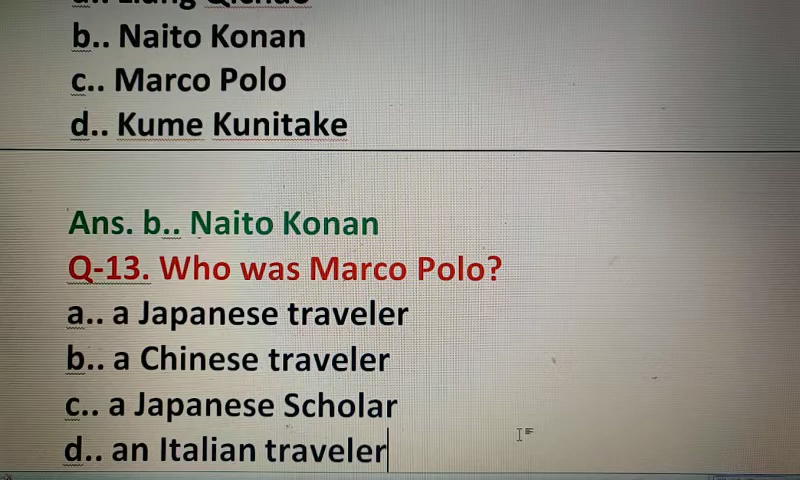 b.. Naito Konan
c.. Marco Polo
d.. Kume Kunitake
Ans. b.. Naito Konan
Q-13. Who was Marco Polo?
a.. a Japanese traveler
b.. a Chinese traveler
c.. a Japanese Scholar
d.. an Italian traveler